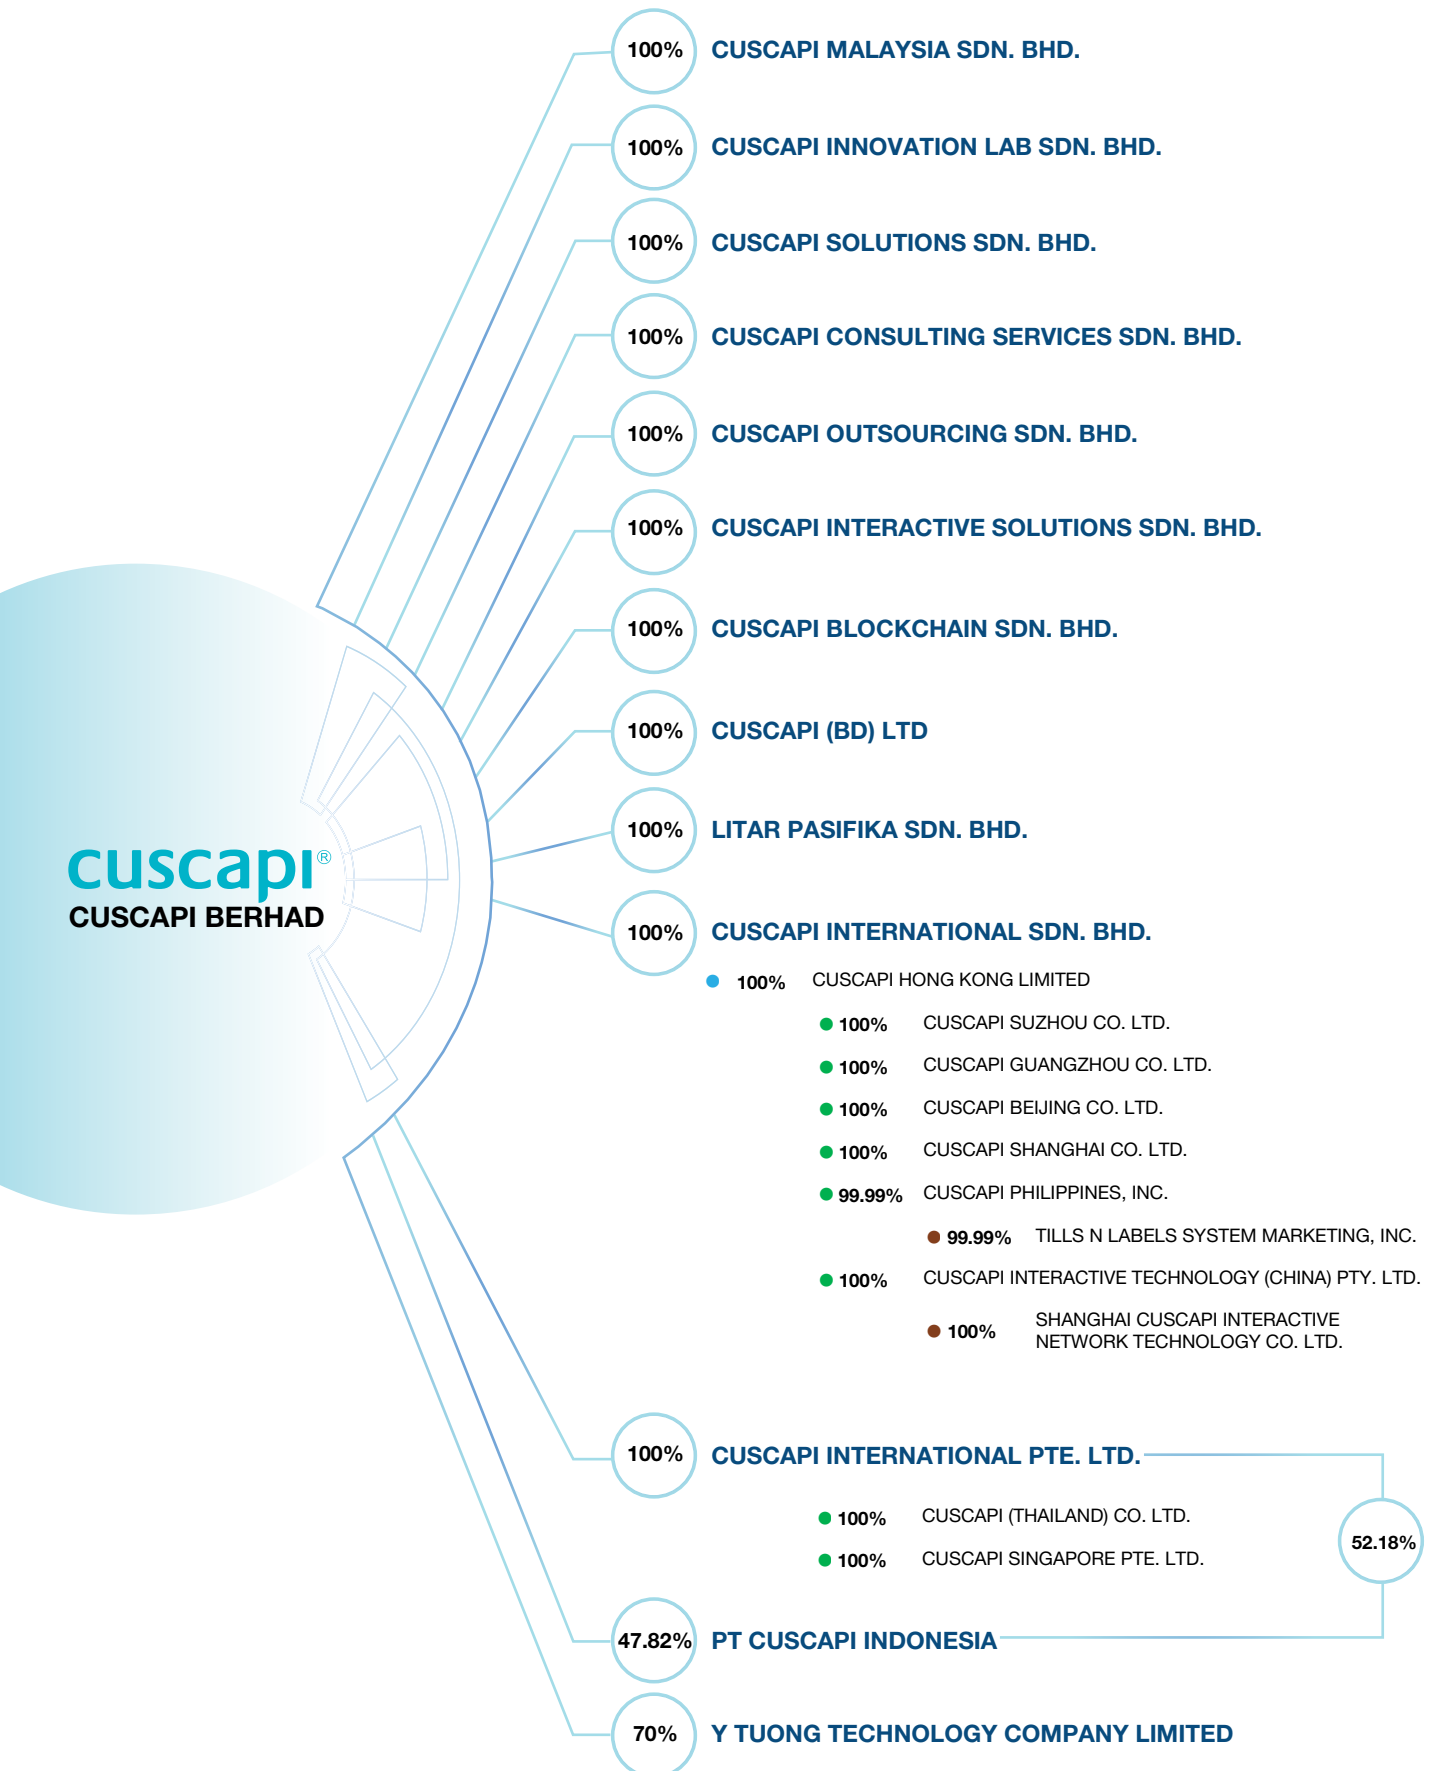 100% CUSCAPI MALAYSIA SDN. BHD.
100% CUSCAPI INNOVATION LAB SDN. BHD.
100% CUSCAPI SOLUTIONS SDN. BHD.
100% CUSCAPI CONSULTING SERVICES SDN. BHD.
100% CUSCAPI OUTSOURCING SDN. BHD.
100% CUSCAPI INTERACTIVE SOLUTIONS SDN. BHD.
100% CUSCAPI BLOCKCHAIN SDN. BHD.
100% CUSCAPI (BD) LTD
100% LITAR PASIFIKA SDN. BHD.
cuscapi®
CUSCAPI BERHAD
100% CUSCAPI INTERNATIONAL SDN. BHD.
100% CUSCAPI HONG KONG LIMITED
100% CUSCAPI SUZHOU CO. LTD.
100% CUSCAPI GUANGZHOU CO. LTD.
100% CUSCAPI BEIJING CO. LTD.
100% CUSCAPI SHANGHAI CO. LTD.
99.99% CUSCAPI PHILIPPINES, INC.
99.99% TILLS N LABELS SYSTEM MARKETING, INC.
100% CUSCAPI INTERACTIVE TECHNOLOGY (CHINA) PTY. LTD.
100% SHANGHAI CUSCAPI INTERACTIVE
NETWORK TECHNOLOGY CO. LTD.
100% CUSCAPI INTERNATIONAL PTE. LTD.
100% CUSCAPI (THAILAND) CO. LTD.
52.18%
100% CUSCAPI SINGAPORE PTE. LTD.
47.82% PT CUSCAPI INDONESIA
70% Y TUONG TECHNOLOGY COMPANY LIMITED